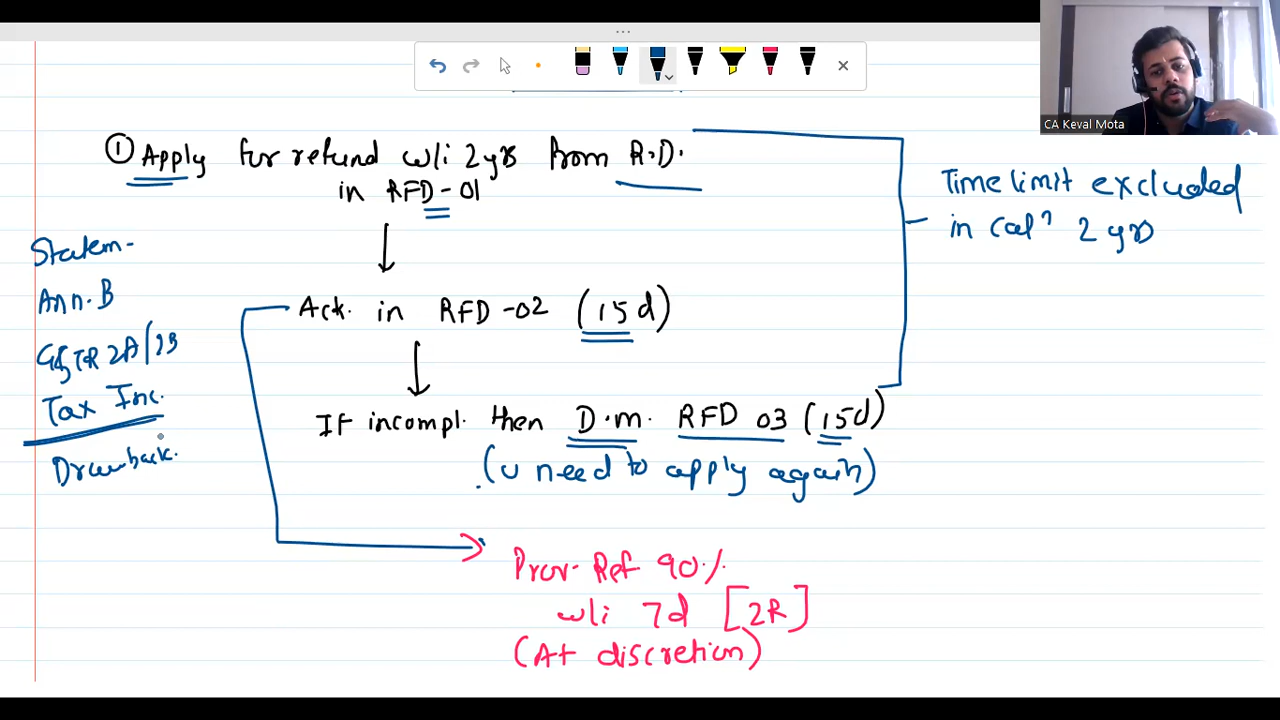 CA Keval Mota
① Apply for refund w/i 2 yrs from R.D.
in RFD-01
Time limit excluded
in Calⁿ 2 yrs
Statem-
Ann. B
GSTR 2A/2B
Tax Inc.
Drawback.
Ack. in RFD-02 (15d)
If incompl. then D.m. RFD 03 (15d)
(u need to apply again)
Prov- Ref. 90%
w/i 7d [2R]
(At discretion)